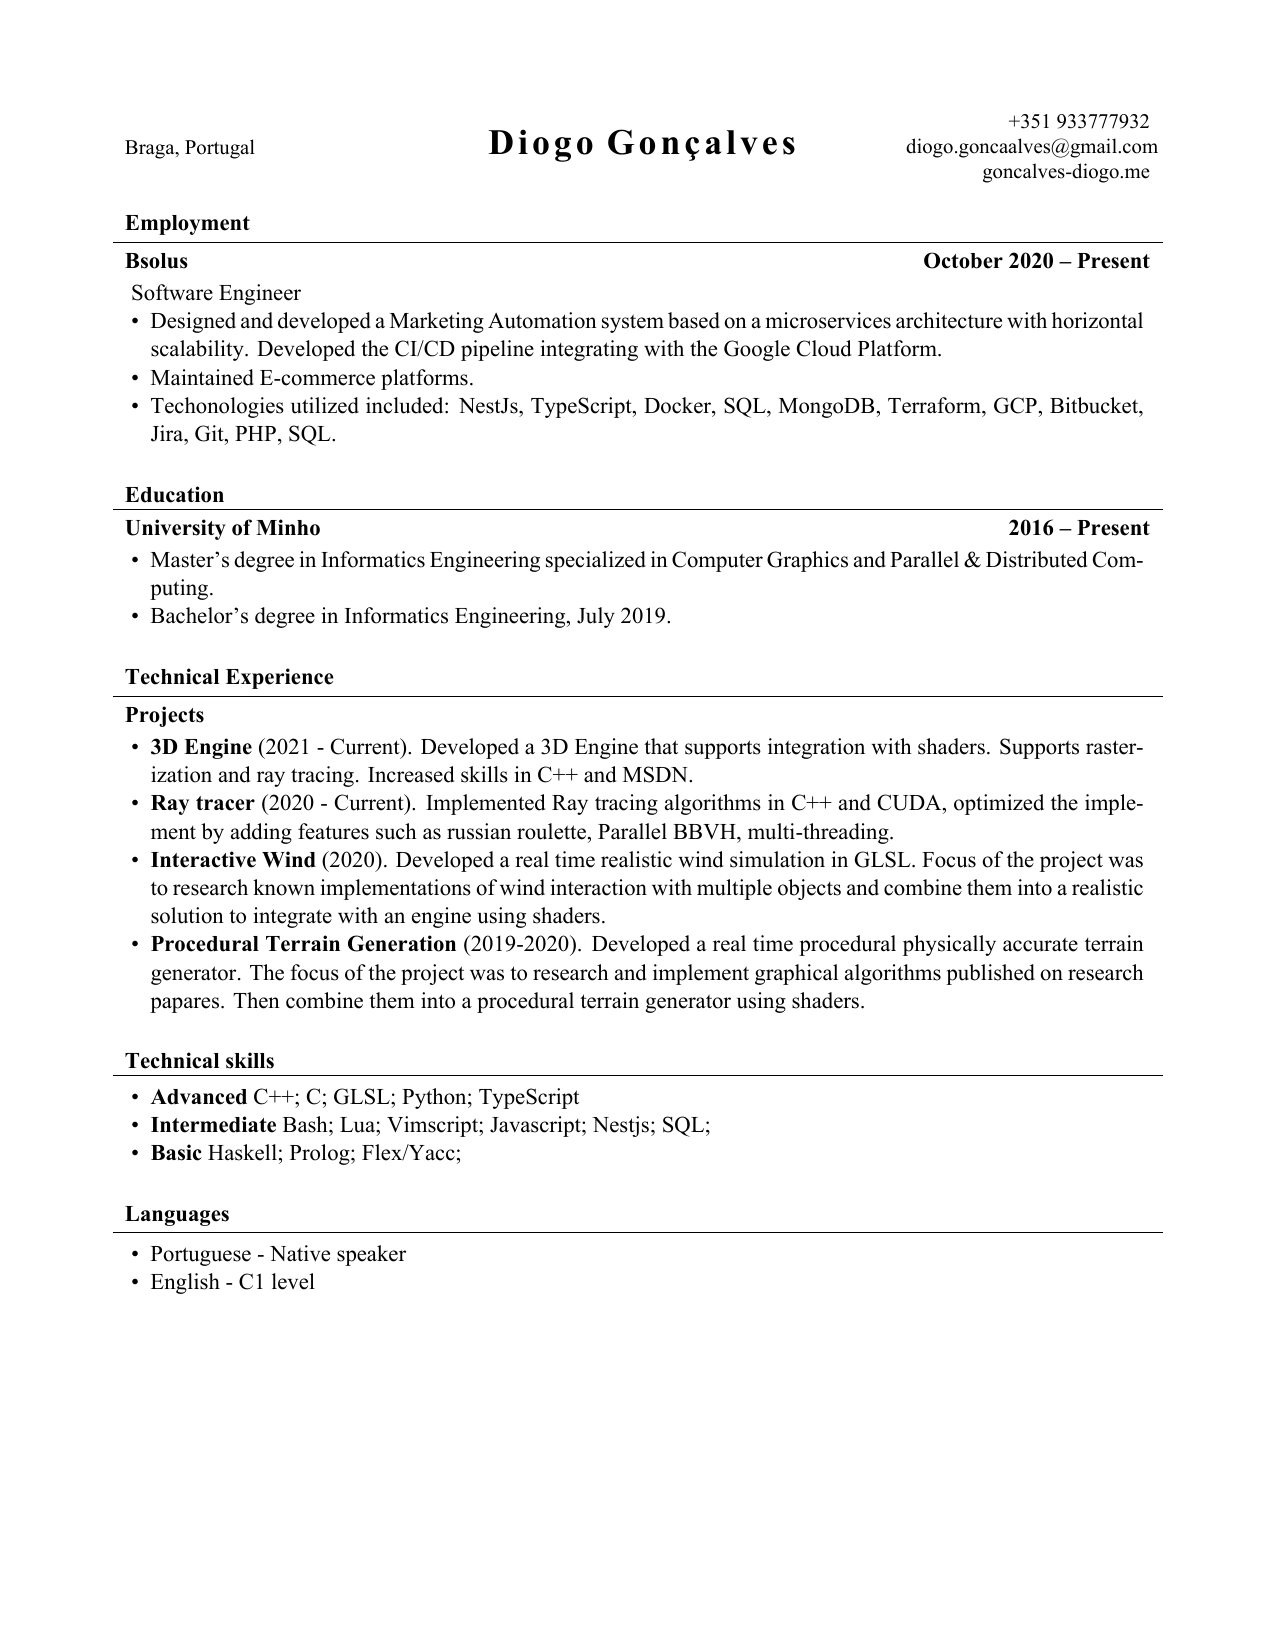 Braga, Portugal
Diogo Gonçalves
+351 933777932
diogo.goncaalves@gmail.com
goncalves-diogo.me
Employment
Bsolus October 2020 – Present
Software Engineer
• Designed and developed a Marketing Automation system based on a microservices architecture with horizontal
scalability. Developed the CI/CD pipeline integrating with the Google Cloud Platform.
• Maintained E-commerce platforms.
• Techonologies utilized included: NestJs, TypeScript, Docker, SQL, MongoDB, Terraform, GCP, Bitbucket,
Jira, Git, PHP, SQL.
Education
University of Minho 2016 – Present
• Master’s degree in Informatics Engineering specialized in Computer Graphics and Parallel & Distributed Com-
puting.
• Bachelor’s degree in Informatics Engineering, July 2019.
Technical Experience
Projects
• 3D Engine (2021 - Current). Developed a 3D Engine that supports integration with shaders. Supports raster-
ization and ray tracing. Increased skills in C++ and MSDN.
• Ray tracer (2020 - Current). Implemented Ray tracing algorithms in C++ and CUDA, optimized the imple-
ment by adding features such as russian roulette, Parallel BBVH, multi-threading.
• Interactive Wind (2020). Developed a real time realistic wind simulation in GLSL. Focus of the project was
to research known implementations of wind interaction with multiple objects and combine them into a realistic
solution to integrate with an engine using shaders.
• Procedural Terrain Generation (2019-2020). Developed a real time procedural physically accurate terrain
generator. The focus of the project was to research and implement graphical algorithms published on research
papares. Then combine them into a procedural terrain generator using shaders.
Technical skills
• Advanced C++; C; GLSL; Python; TypeScript
• Intermediate Bash; Lua; Vimscript; Javascript; Nestjs; SQL;
• Basic Haskell; Prolog; Flex/Yacc;
Languages
• Portuguese - Native speaker
• English - C1 level